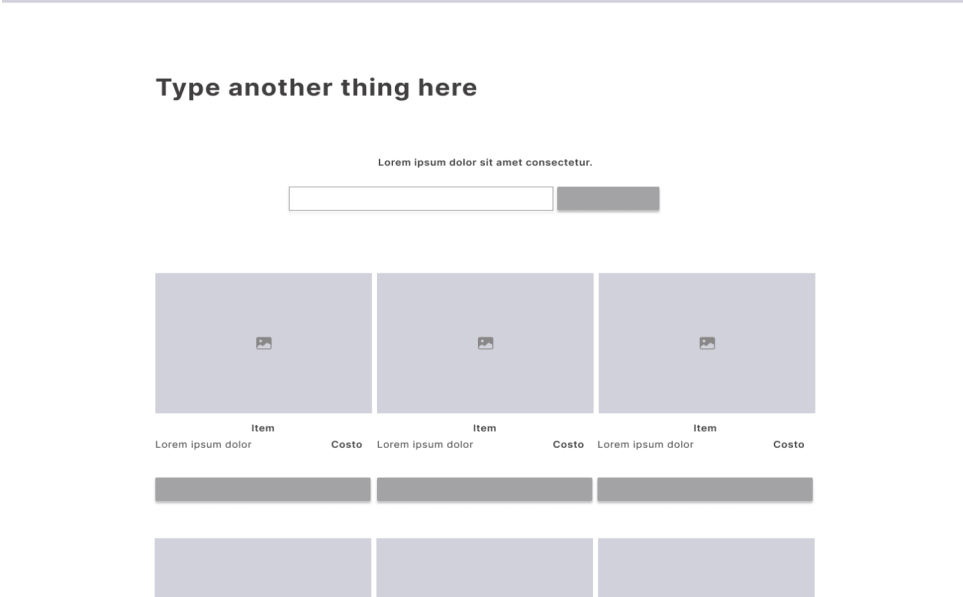 Type another thing here
Lorem ipsum dolor sit amet consectetur.
Item
Lorem ipsum dolor Costo
Item
Lorem ipsum dolor Costo
Item
Lorem ipsum dolor Costo